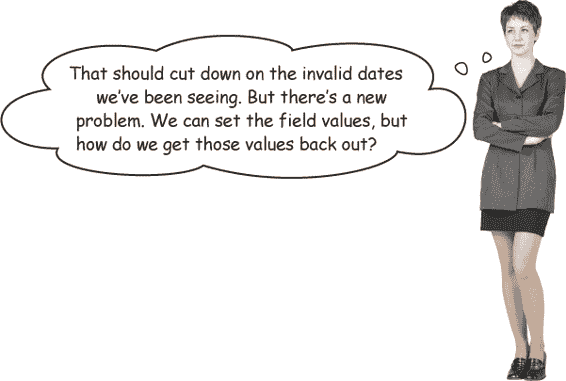 That should cut down on the invalid dates
we've been seeing. But there's a new
problem. We can set the field values, but
how do we get those values back out?